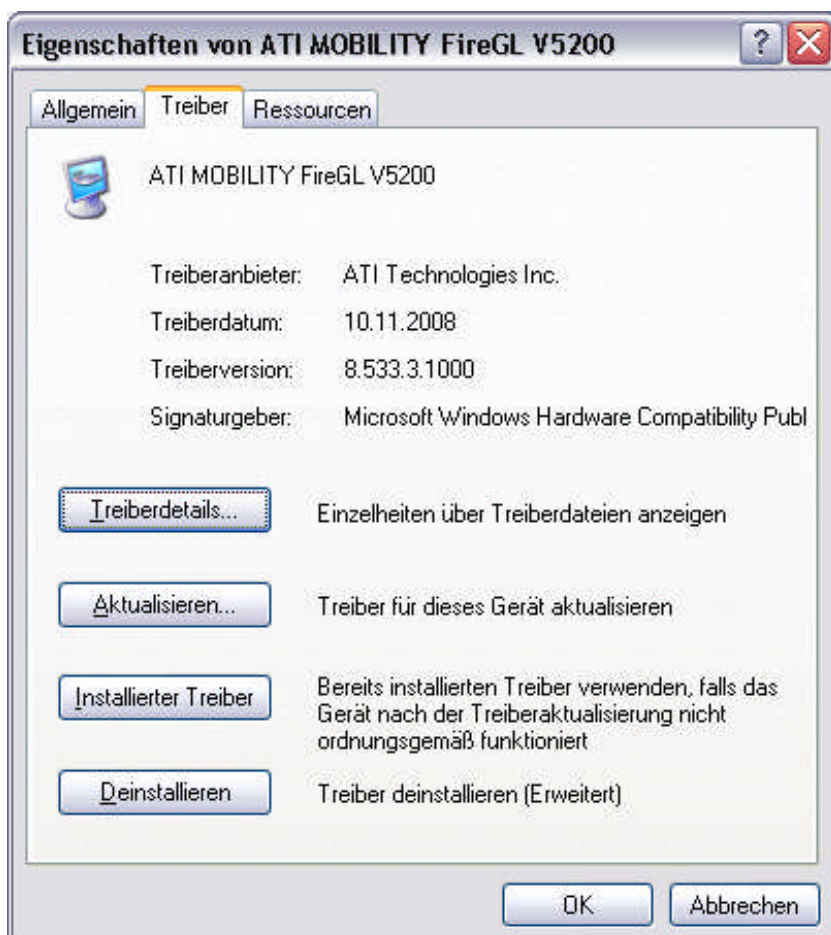 Eigenschaften von ATI MOBILITY FireGL V5200
Allgemein Treiber Ressourcen
ATI MOBILITY FireGL V5200
Treiberanbieter: ATI Technologies Inc.
Treiberdatum: 10.11.2008
Treiberversion: 8.533.3.1000
Signaturgeber: Microsoft Windows Hardware Compatibility Publ
Treiberdetails... Einzelheiten über Treiberdateien anzeigen
Aktualisieren... Treiber für dieses Gerät aktualisieren
Installierter Treiber Bereits installierten Treiber verwenden, falls das
Gerät nach der Treiberaktualisierung nicht
ordnungsgemäß funktioniert
Deinstallieren Treiber deinstallieren (Erweitert)
OK Abbrechen